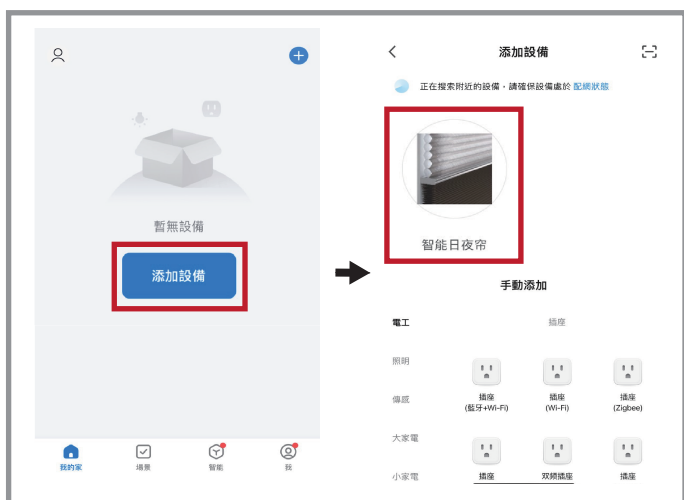 暫無設備
添加設備
我的家
場景
智能
我
添加設備
正在搜索附近的設備，請確保設備處於 配網狀態
智能日夜帘
手動添加
電工
插座
照明
傳感
大家電
小家電
插座
(藍牙+Wi-Fi)
插座
(Wi-Fi)
插座
(Zigbee)
插座
双频插座
插座